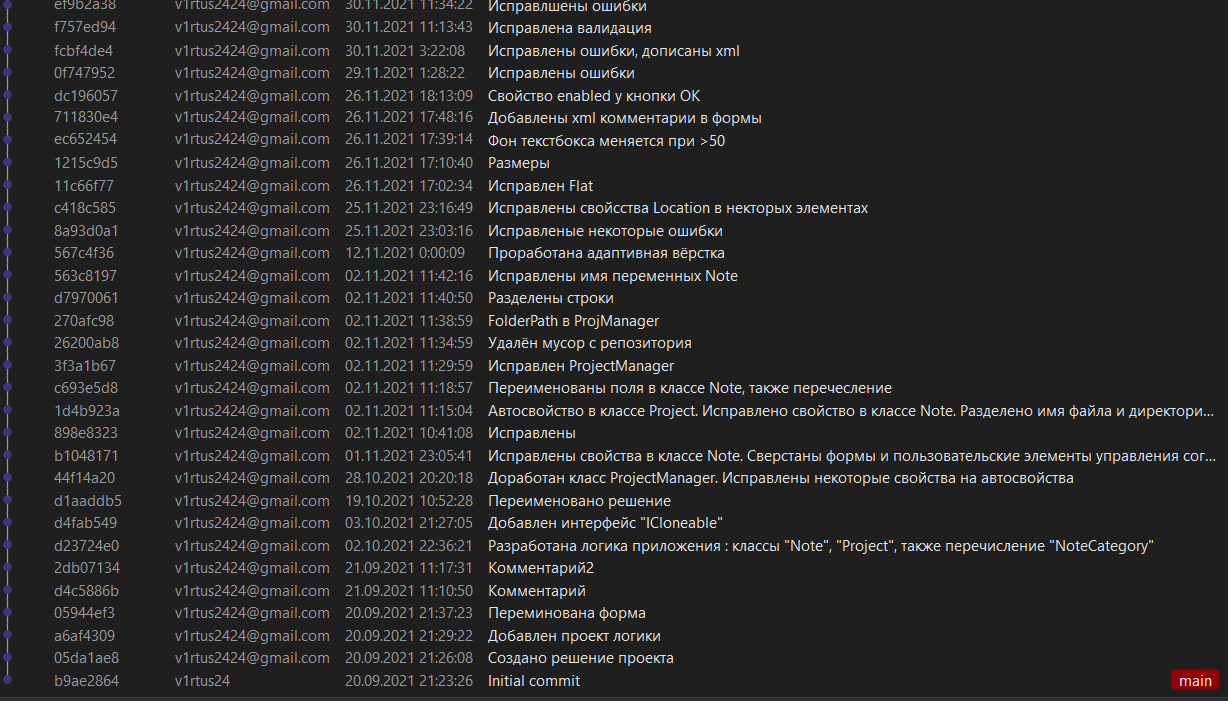 ef9b2a38 v1rtus2424@gmail.com 30.11.2021 11:34:22 Исправлшены ошибки
f757ed94 v1rtus2424@gmail.com 30.11.2021 11:13:43 Исправлена валидация
fcbf4de4 v1rtus2424@gmail.com 30.11.2021 3:22:08 Исправлены ошибки, дописаны xml
0f747952 v1rtus2424@gmail.com 29.11.2021 1:28:22 Исправлены ошибки
dc196057 v1rtus2424@gmail.com 26.11.2021 18:13:09 Свойство enabled у кнопки ОК
711830e4 v1rtus2424@gmail.com 26.11.2021 17:48:16 Добавлены xml комментарии в формы
ec652454 v1rtus2424@gmail.com 26.11.2021 17:39:14 Фон текстбокса меняется при >50
1215c9d5 v1rtus2424@gmail.com 26.11.2021 17:10:40 Размеры
11c66f77 v1rtus2424@gmail.com 26.11.2021 17:02:34 Исправлен Flat
c418c585 v1rtus2424@gmail.com 25.11.2021 23:16:49 Исправлены свойсства Location в некторых элементах
8a93d0a1 v1rtus2424@gmail.com 25.11.2021 23:03:16 Исправленые некоторые ошибки
567c4f36 v1rtus2424@gmail.com 12.11.2021 0:00:09 Проработана адаптивная вёрстка
563c8197 v1rtus2424@gmail.com 02.11.2021 11:42:16 Исправлены имя переменных Note
d7970061 v1rtus2424@gmail.com 02.11.2021 11:40:50 Разделены строки
270afc98 v1rtus2424@gmail.com 02.11.2021 11:38:59 FolderPath в ProjManager
26200ab8 v1rtus2424@gmail.com 02.11.2021 11:34:59 Удалён мусор с репозитория
3f3a1b67 v1rtus2424@gmail.com 02.11.2021 11:29:59 Исправлен ProjectManager
c693e5d8 v1rtus2424@gmail.com 02.11.2021 11:18:57 Переименованы поля в классе Note, также перечесление
1d4b923a v1rtus2424@gmail.com 02.11.2021 11:15:04 Автосвойство в классе Project. Исправлено свойство в классе Note. Разделено имя файла и директори...
898e8323 v1rtus2424@gmail.com 02.11.2021 10:41:08 Исправлены
b1048171 v1rtus2424@gmail.com 01.11.2021 23:05:41 Исправлены свойства в классе Note. Сверстаны формы и пользовательские элементы управления сог...
44f14a20 v1rtus2424@gmail.com 28.10.2021 20:20:18 Доработан класс ProjectManager. Исправлены некоторые свойства на автосвойства
d1aaddb5 v1rtus2424@gmail.com 19.10.2021 10:52:28 Переименовано решение
d4fab549 v1rtus2424@gmail.com 03.10.2021 21:27:05 Добавлен интерфейс "ICloneable"
d23724e0 v1rtus2424@gmail.com 02.10.2021 22:36:21 Разработана логика приложения : классы "Note", "Project", также перечисление "NoteCategory"
2db07134 v1rtus2424@gmail.com 21.09.2021 11:17:31 Комментарий2
d4c5886b v1rtus2424@gmail.com 21.09.2021 11:10:50 Комментарий
05944ef3 v1rtus2424@gmail.com 20.09.2021 21:37:23 Переминована форма
a6af4309 v1rtus2424@gmail.com 20.09.2021 21:29:22 Добавлен проект логики
05da1ae8 v1rtus2424@gmail.com 20.09.2021 21:26:08 Создано решение проекта
b9ae2864 v1rtus24 20.09.2021 21:23:26 Initial commit main